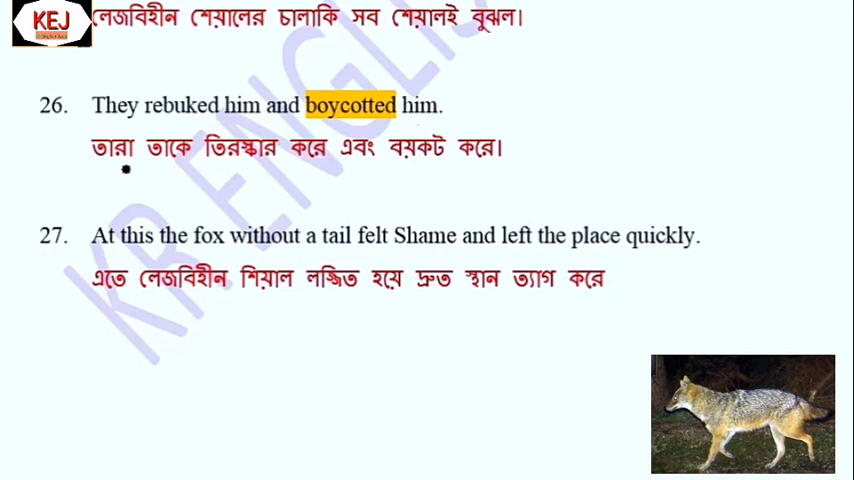 KEJ
লেজবিহীন শেয়ালের চালাকি সব শেয়ালই বুঝল।
26. They rebuked him and boycotted him.
তারা তাকে তিরস্কার করে এবং বয়কট করে।
27. At this the fox without a tail felt Shame and left the place quickly.
এতে লেজবিহীন শিয়াল লজ্জিত হয়ে দ্রুত স্থান ত্যাগ করে